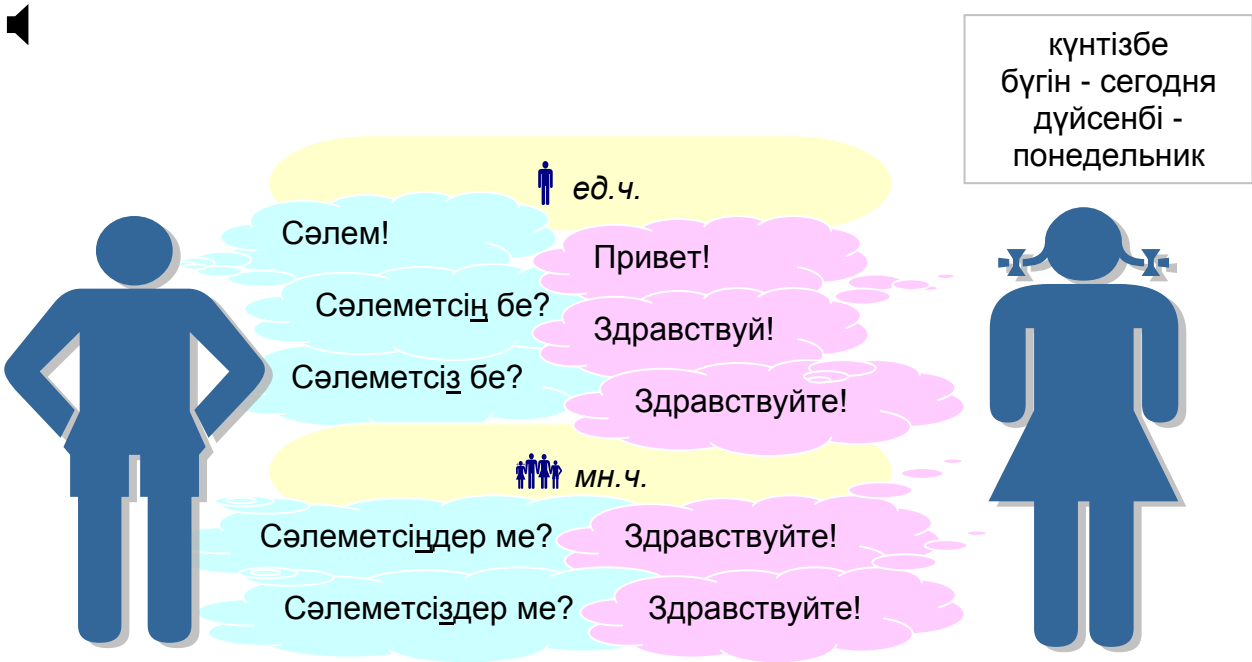 күнтізбе
бүгін - сегодня
дүйсенбі -
понедельник
ед.ч.
Сәлем!
Привет!
Сәлеметсің бе?
Здравствуй!
Сәлеметсіз бе?
Здравствуйте!
мн.ч.
Сәлеметсіңдер ме?
Здравствуйте!
Сәлеметсіздер ме?
Здравствуйте!